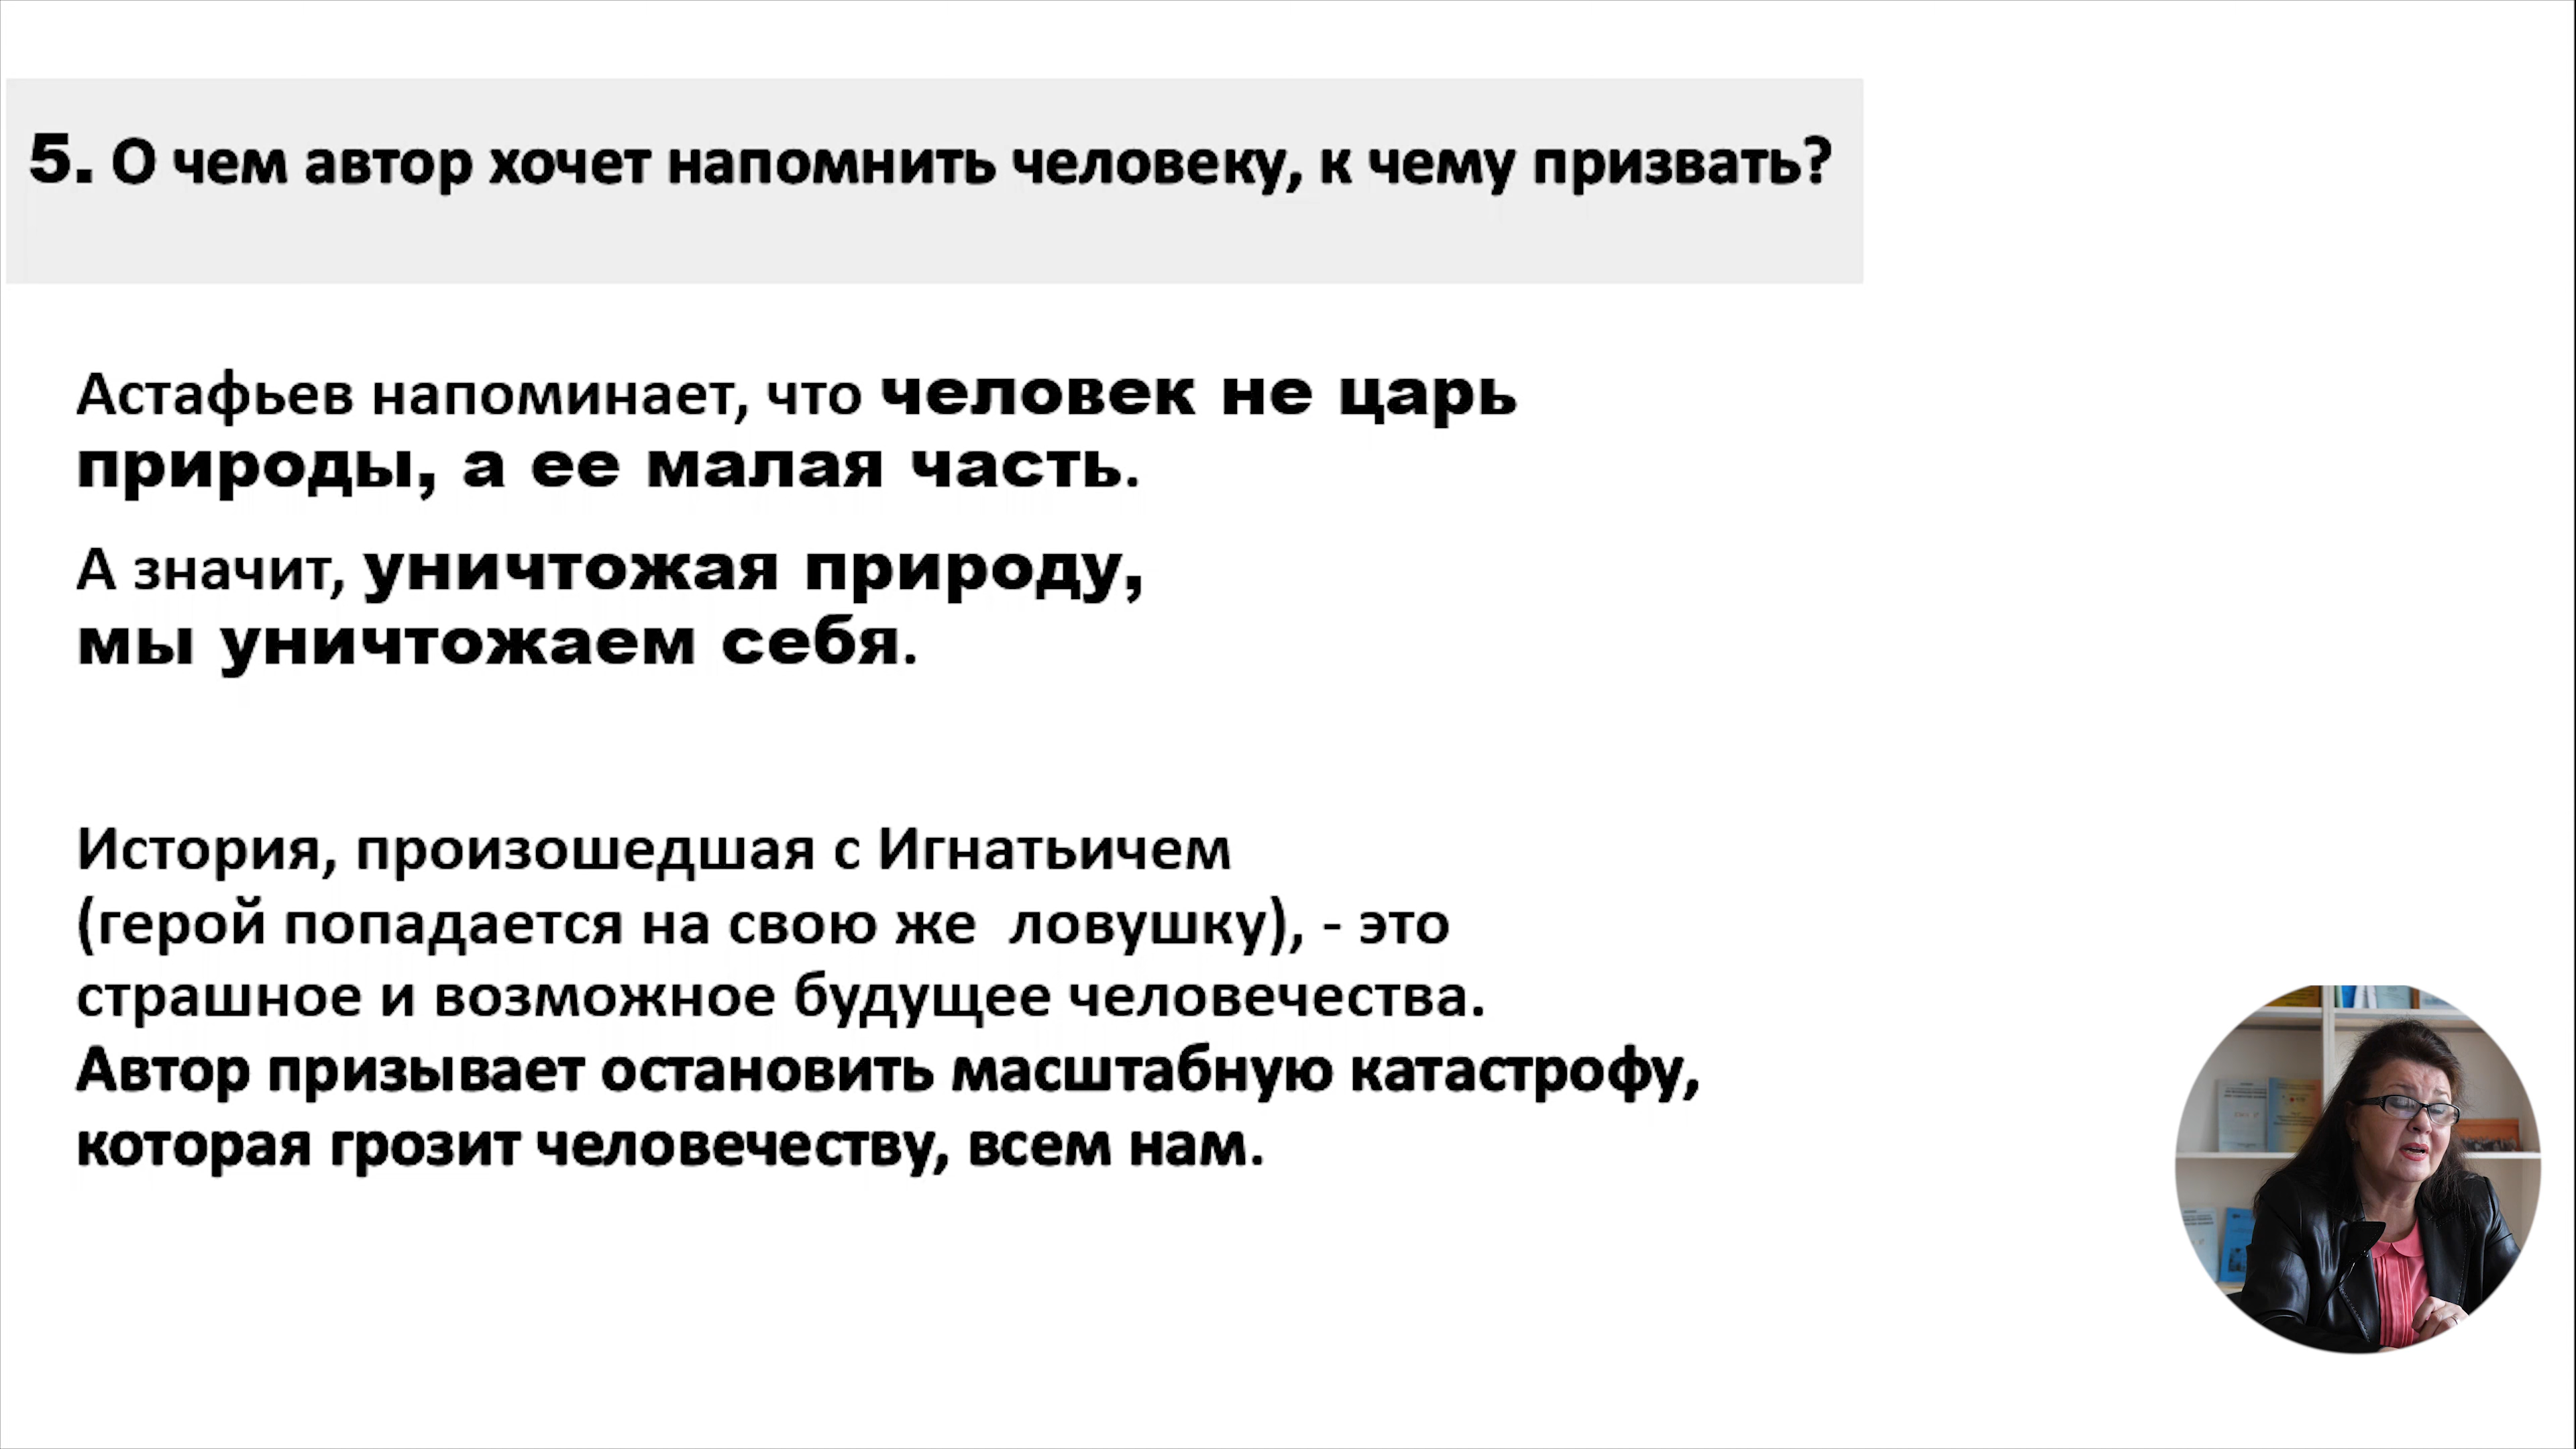 5. О чем автор хочет напомнить человеку, к чему призвать?
Астафьев напоминает, что человек не царь
природы, а ее малая часть.
А значит, уничтожая природу,
мы уничтожаем себя.
История, произошедшая с Игнатьичем
(герой попадается на свою же  ловушку), - это
страшное и возможное будущее человечества.
Автор призывает остановить масштабную катастрофу,
которая грозит человечеству, всем нам.